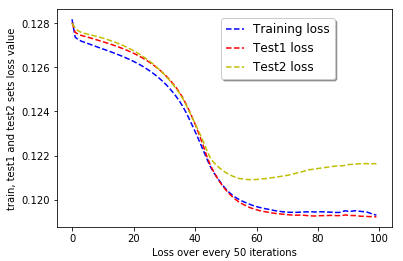 0.128
0.126
0.124
0.122
0.120
train, test1 and test2 sets loss value
Training loss
Test1 loss
Test2 loss
0 20 40 60 80 100
Loss over every 50 iterations